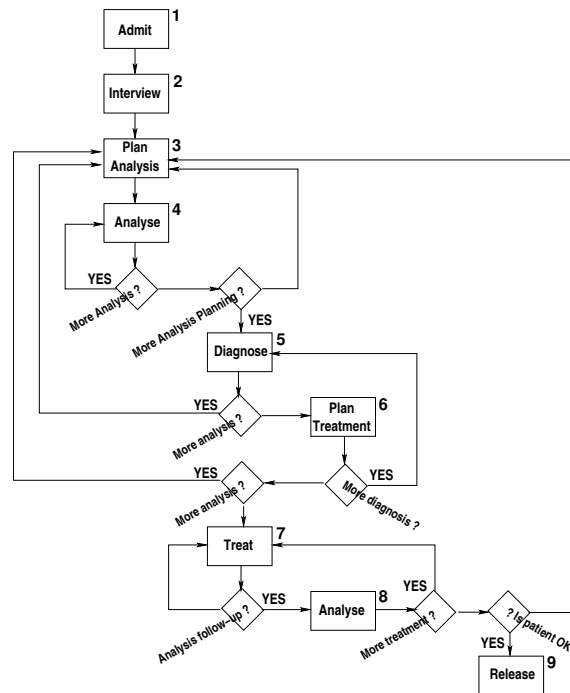 1
Admit
2
Interview
3
Plan
Analysis
4
Analyse
YES
More Analysis ?
More Analysis Planning ?
YES
5
Diagnose
YES
More analysis ?
6
Plan
Treatment
YES
More diagnosis ?
YES
More analysis ?
7
Treat
YES
Analysis follow-up ?
8
Analyse
YES
More treatment ?
? Is patient OK
YES
9
Release